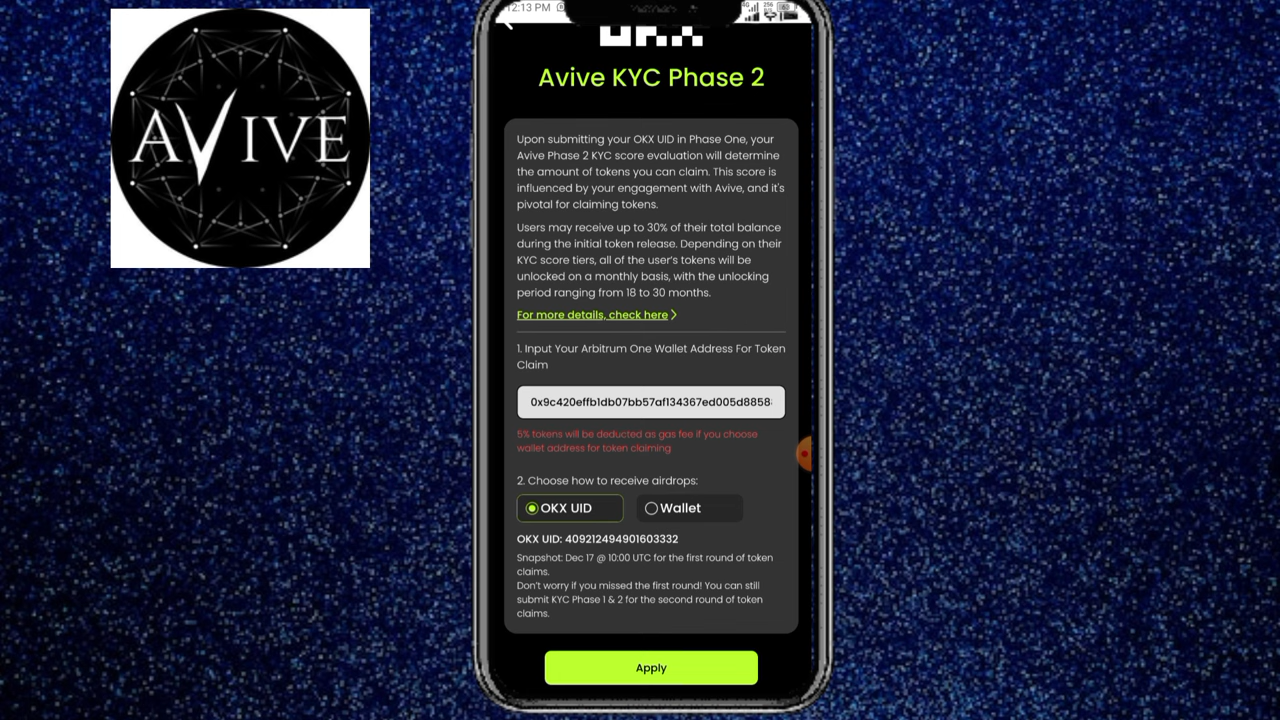 AVIVE
12:13 PM
Avive KYC Phase 2
Upon submitting your OKX UID in Phase One, your
Avive Phase 2 KYC score evaluation will determine
the amount of tokens you can claim. This score is
influenced by your engagement with Avive, and it's
pivotal for claiming tokens.
Users may receive up to 30% of their total balance
during the initial token release. Depending on their
KYC score tiers, all of the user's tokens will be
unlocked on a monthly basis, with the unlocking
period ranging from 18 to 30 months.
For more details, check here >
1. Input Your Arbitrum One Wallet Address For Token
Claim
0x9c420effb1db07bb57af134367ed005d8858
5% tokens will be deducted as gas fee if you choose
wallet address for token claiming
2. Choose how to receive airdrops:
OKX UID
Wallet
OKX UID: 409212494901603332
Snapshot: Dec 17 @ 10:00 UTC for the first round of token
claims.
Don't worry if you missed the first round! You can still
submit KYC Phase 1 & 2 for the second round of token
claims.
Apply